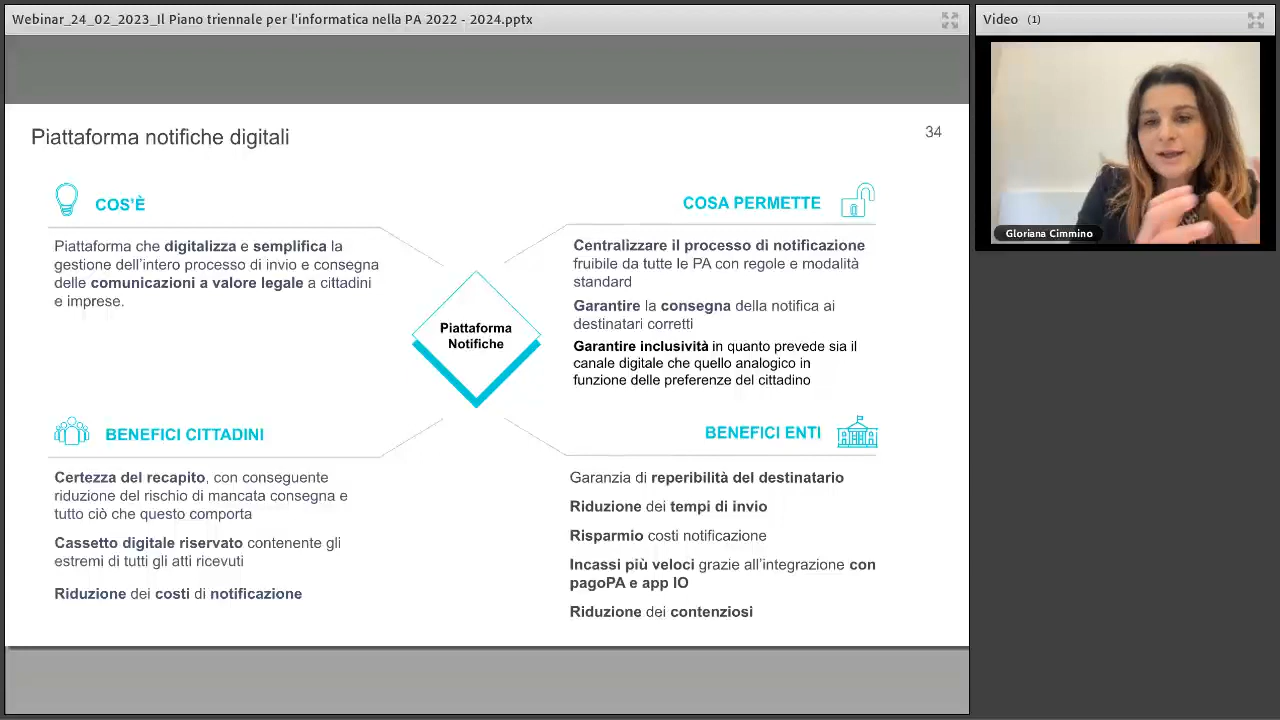 Webinar_24_02_2023_Il Piano triennale per l'informatica nella PA 2022 - 2024.pptx
Video (1)
Gloriana Cimmino
Piattaforma notifiche digitali
34
COS'È
Piattaforma che digitalizza e semplifica la
gestione dell'intero processo di invio e consegna
delle comunicazioni a valore legale a cittadini
e imprese.
COSA PERMETTE
Centralizzare il processo di notificazione
fruibile da tutte le PA con regole e modalità
standard
Garantire la consegna della notifica ai
destinatari corretti
Garantire inclusività in quanto prevede sia il
canale digitale che quello analogico in
funzione delle preferenze del cittadino
Piattaforma
Notifiche
BENEFICI CITTADINI
Certezza del recapito, con conseguente
riduzione del rischio di mancata consegna e
tutto ciò che questo comporta
Cassetto digitale riservato contenente gli
estremi di tutti gli atti ricevuti
Riduzione dei costi di notificazione
BENEFICI ENTI
Garanzia di reperibilità del destinatario
Riduzione dei tempi di invio
Risparmio costi notificazione
Incassi più veloci grazie all'integrazione con
pagoPA e app IO
Riduzione dei contenziosi